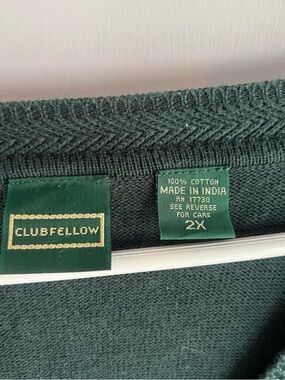 CLUBFELLOW
100% COTTON
MADE IN INDIA
RN 17730
SEE REVERSE
FOR CARE
2X